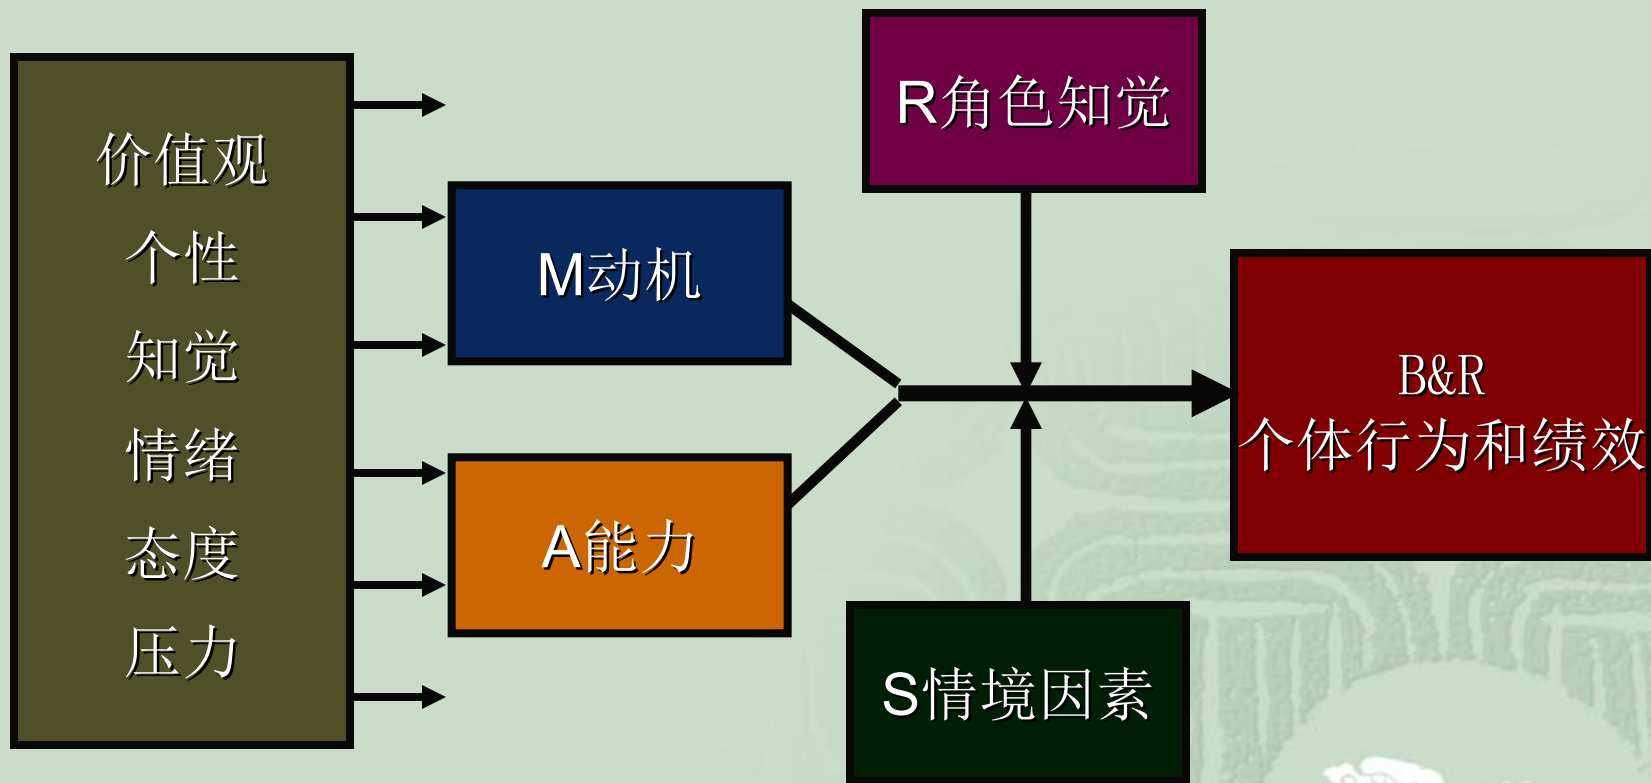 价值观
个性
知觉
情绪
态度
压力
M动机
A能力
R角色知觉
S情境因素
B&R
个体行为和绩效